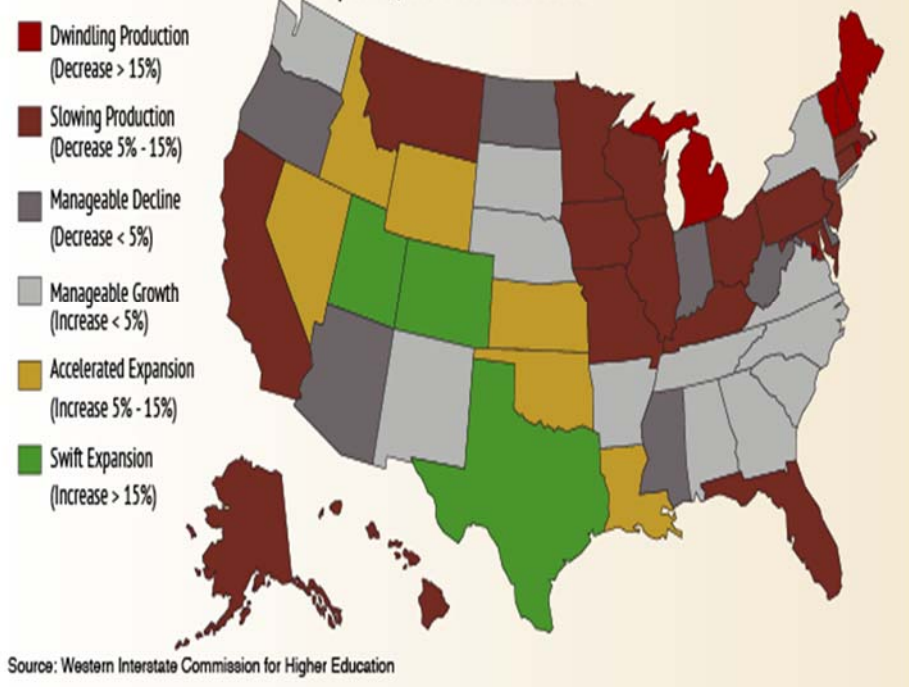 Dwindling Production
(Decrease > 15%)
Slowing Production
(Decrease 5% - 15%)
Manageable Decline
(Decrease < 5%)
Manageable Growth
(Increase < 5%)
Accelerated Expansion
(Increase 5% - 15%)
Swift Expansion
(Increase > 15%)
Source: Western Interstate Commission for Higher Education